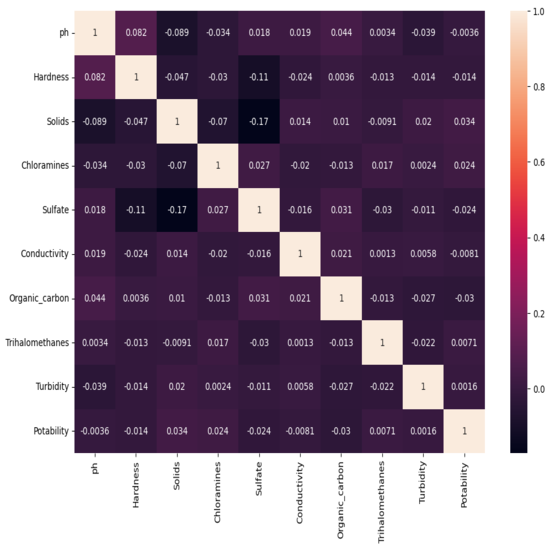 ph 1 0.082 -0.089 -0.034 0.018 0.019 0.044 0.0034 -0.039 -0.0036
Hardness 0.082 1 -0.047 -0.03 -0.11 -0.024 0.0036 -0.013 -0.014 -0.014
Solids -0.089 -0.047 1 -0.07 -0.17 0.014 0.01 -0.0091 0.02 0.034
Chloramines -0.034 -0.03 -0.07 1 0.027 -0.02 -0.013 0.017 0.0024 0.024
Sulfate 0.018 -0.11 -0.17 0.027 1 -0.016 0.031 -0.03 -0.011 -0.024
Conductivity 0.019 -0.024 0.014 -0.02 -0.016 1 0.021 0.0013 0.0058 -0.0081
Organic_carbon 0.044 0.0036 0.01 -0.013 0.031 0.021 1 -0.013 -0.027 -0.03
Trihalomethanes 0.0034 -0.013 -0.0091 0.017 -0.03 0.0013 -0.013 1 -0.022 0.0071
Turbidity -0.039 -0.014 0.02 0.0024 -0.011 0.0058 -0.027 -0.022 1 0.0016
Potability -0.0036 -0.014 0.034 0.024 -0.024 -0.0081 -0.03 0.0071 0.0016 1
ph Hardness Solids Chloramines Sulfate Conductivity Organic_carbon Trihalomethanes Turbidity Potability
1.0
0.8
0.6
0.4
0.2
0.0